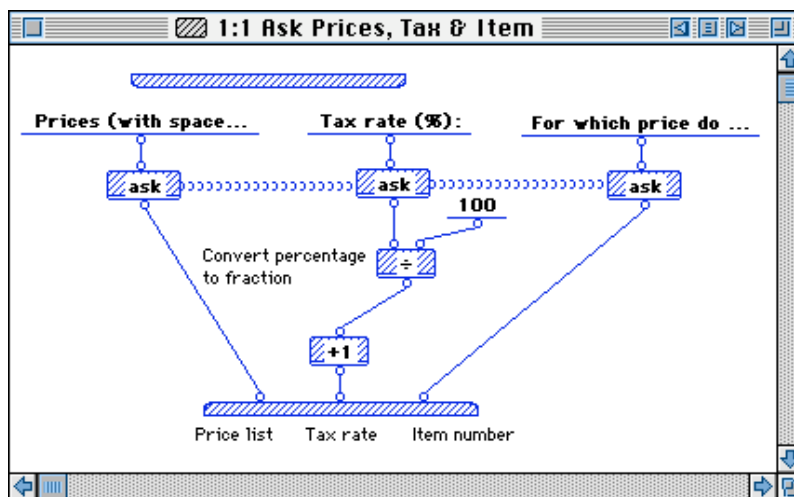 1:1 Ask Prices, Tax & Item
Prices (with space...
Tax rate (%):
For which price do ...
ask
ask
ask
100
Convert percentage
to fraction
÷
+1
Price list
Tax rate
Item number